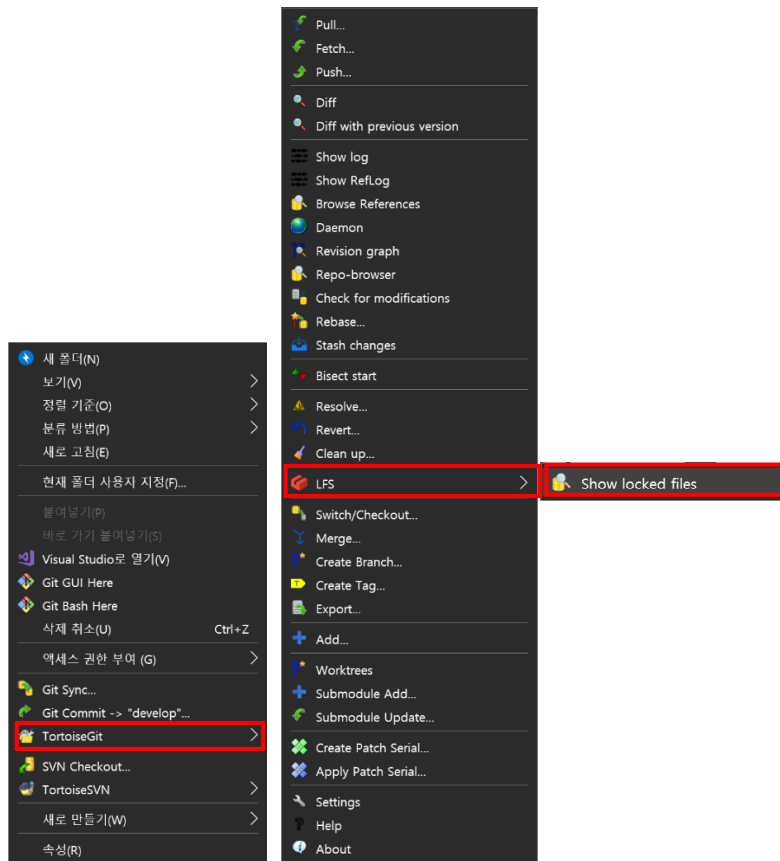 새 폴더(N)
보기(V)
정렬 기준(O)
분류 방법(P)
새로 고침(E)
현재 폴더 사용자 지정(F)...
붙여넣기(P)
바로 가기 붙여넣기(S)
Visual Studio로 열기(V)
Git GUI Here
Git Bash Here
삭제 취소(U) Ctrl+Z
액세스 권한 부여 (G)
Git Sync...
Git Commit -> "develop"...
TortoiseGit
SVN Checkout...
TortoiseSVN
새로 만들기(W)
속성(R)
Pull...
Fetch...
Push...
Diff
Diff with previous version
Show log
Show RefLog
Browse References
Daemon
Revision graph
Repo-browser
Check for modifications
Rebase...
Stash changes
Bisect start
Resolve...
Revert...
Clean up...
LFS
Switch/Checkout...
Merge...
Create Branch...
Create Tag...
Export...
Add...
Worktrees
Submodule Add...
Submodule Update...
Create Patch Serial...
Apply Patch Serial...
Settings
Help
About
Show locked files